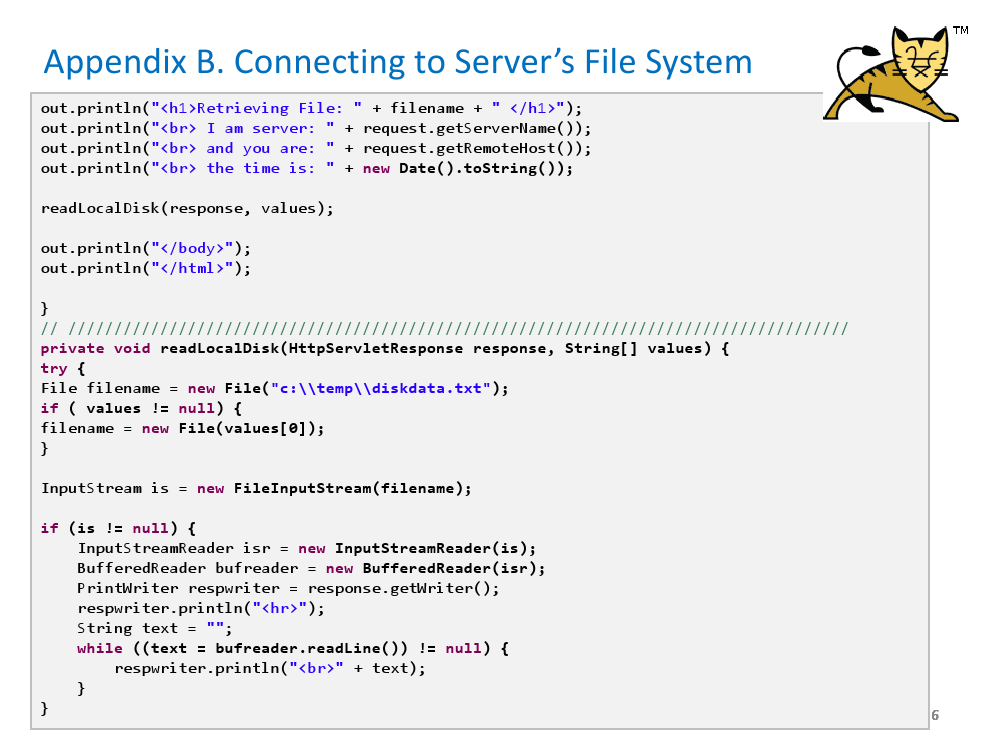 Appendix B. Connecting to Server’s File System
TM
out.println("<h1>Retrieving File: " + filename + " </h1>");
out.println("<br> I am server: " + request.getServerName());
out.println("<br> and you are: " + request.getRemoteHost());
out.println("<br> the time is: " + new Date().toString());
readLocalDisk(response, values);
out.println("</body>");
out.println("</html>");
}
// /////////////////////////////////////////////////////////////////////////////////////
private void readLocalDisk(HttpServletResponse response, String[] values) {
try {
File filename = new File("c:\\temp\\diskdata.txt");
if ( values != null) {
filename = new File(values[0]);
}
InputStream is = new FileInputStream(filename);
if (is != null) {
    InputStreamReader isr = new InputStreamReader(is);
    BufferedReader bufreader = new BufferedReader(isr);
    PrintWriter respwriter = response.getWriter();
    respwriter.println("<hr>");
    String text = "";
    while ((text = bufreader.readLine()) != null) {
        respwriter.println("<br>" + text);
    }
}
6